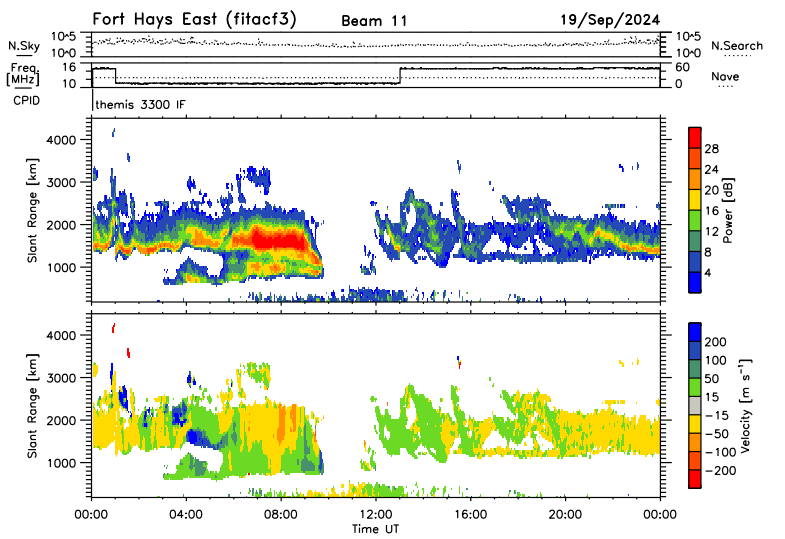 Fort Hays East (fitacf3) Beam 11 19/Sep/2024
N.Sky 10^5 10^0 10^5 10^0 N.Search
Freq. [MHz] 16 10 60 0 Nave
CPID themis 3300 IF
Slant Range [km] 4000 3000 2000 1000
Power [dB] 28 24 20 16 12 8 4
Slant Range [km] 4000 3000 2000 1000
Velocity [m s⁻¹] 200 100 50 15 −15 −50 −100 −200
00:00 04:00 08:00 12:00 16:00 20:00 00:00
Time UT